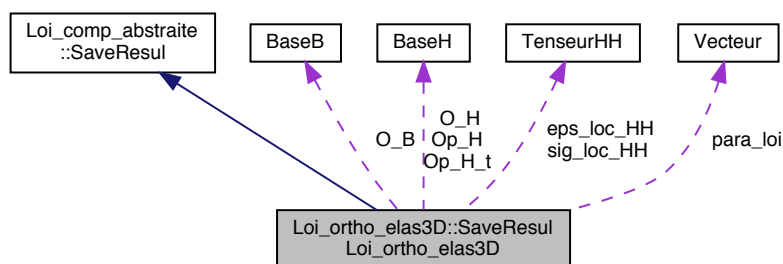 Loi_comp_abstraite
::SaveResul
BaseB
BaseH
TenseurHH
Vecteur
O_B
O_H
Op_H
Op_H_t
eps_loc_HH
sig_loc_HH
para_loi
Loi_ortho_elas3D::SaveResul
Loi_ortho_elas3D